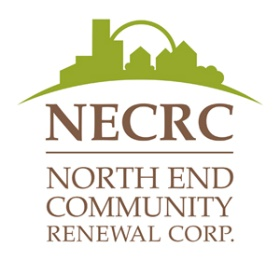 NECRC
NORTH END
COMMUNITY
RENEWAL CORP.